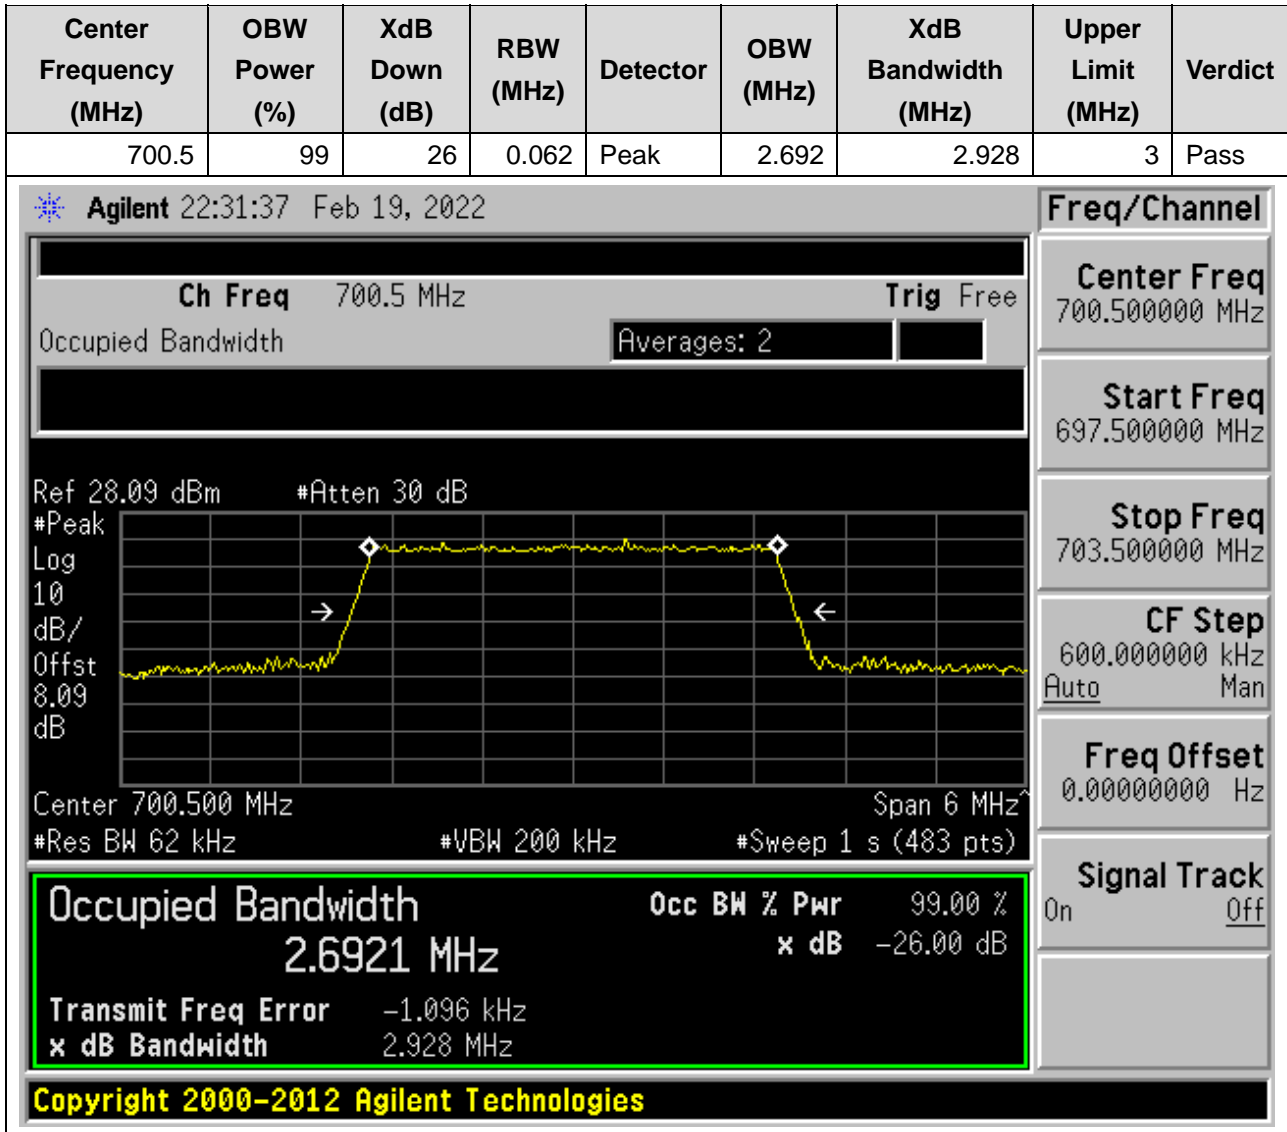 Center Frequency (MHz) OBW Power (%) XdB Down (dB) RBW (MHz) Detector OBW (MHz) XdB Bandwidth (MHz) Upper Limit (MHz) Verdict
700.5 99 26 0.062 Peak 2.692 2.928 3 Pass
Agilent 22:31:37 Feb 19, 2022
Freq/Channel
Ch Freq 700.5 MHz Trig Free
Occupied Bandwidth Averages: 2
Center Freq
700.500000 MHz
Start Freq
697.500000 MHz
Stop Freq
703.500000 MHz
CF Step
600.000000 kHz
Auto Man
Freq Offset
0.00000000 Hz
Signal Track
On Off
Ref 28.09 dBm #Atten 30 dB
#Peak
Log
10
dB/
Offst
8.09
dB
Center 700.500 MHz Span 6 MHz^
#Res BW 62 kHz #VBW 200 kHz #Sweep 1 s (483 pts)
Occupied Bandwidth
2.6921 MHz
Occ BW % Pwr 99.00 %
x dB -26.00 dB
Transmit Freq Error -1.096 kHz
x dB Bandwidth 2.928 MHz
Copyright 2000-2012 Agilent Technologies